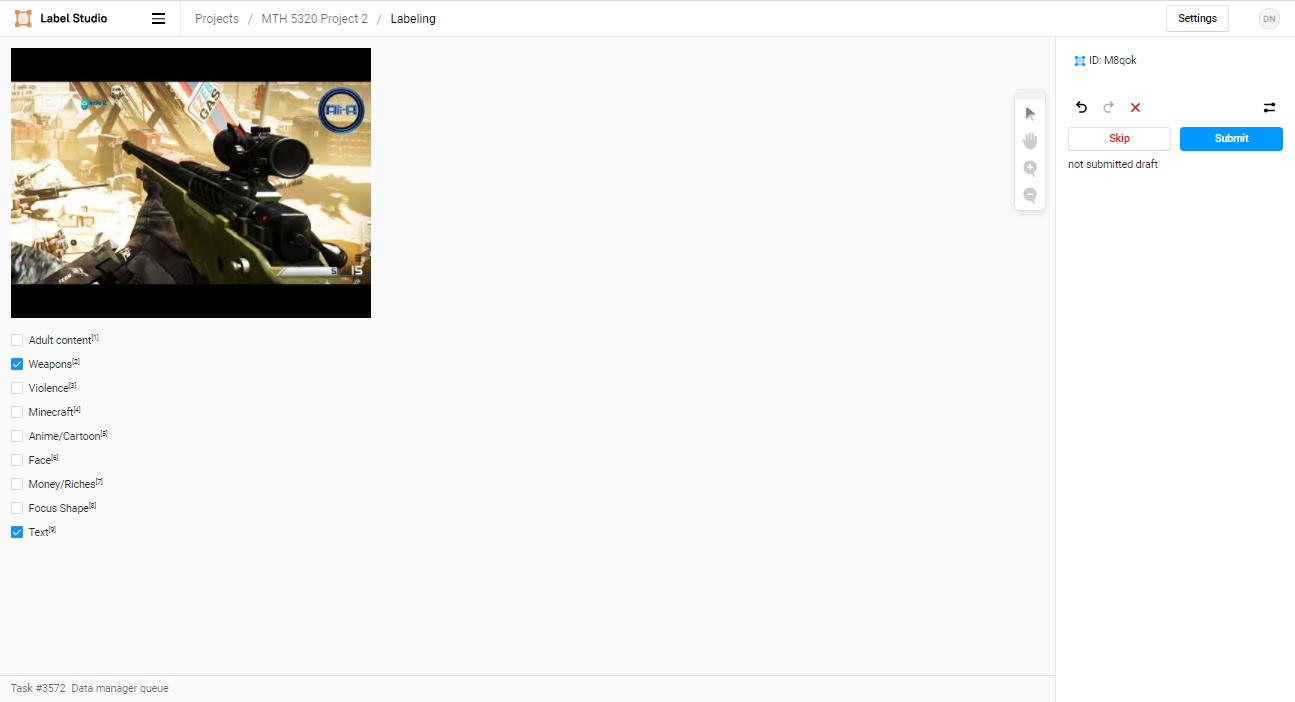 Label Studio
Projects / MTH 5320 Project 2 / Labeling
Settings
DN
ID: M8qok
GAS
Ali-A
5
15
Skip
Submit
not submitted draft
Adult content[1]
Weapons[2]
Violence[3]
Minecraft[4]
Anime/Cartoon[5]
Face[6]
Money/Riches[7]
Focus Shape[8]
Text[9]
Task #3572 Data manager queue